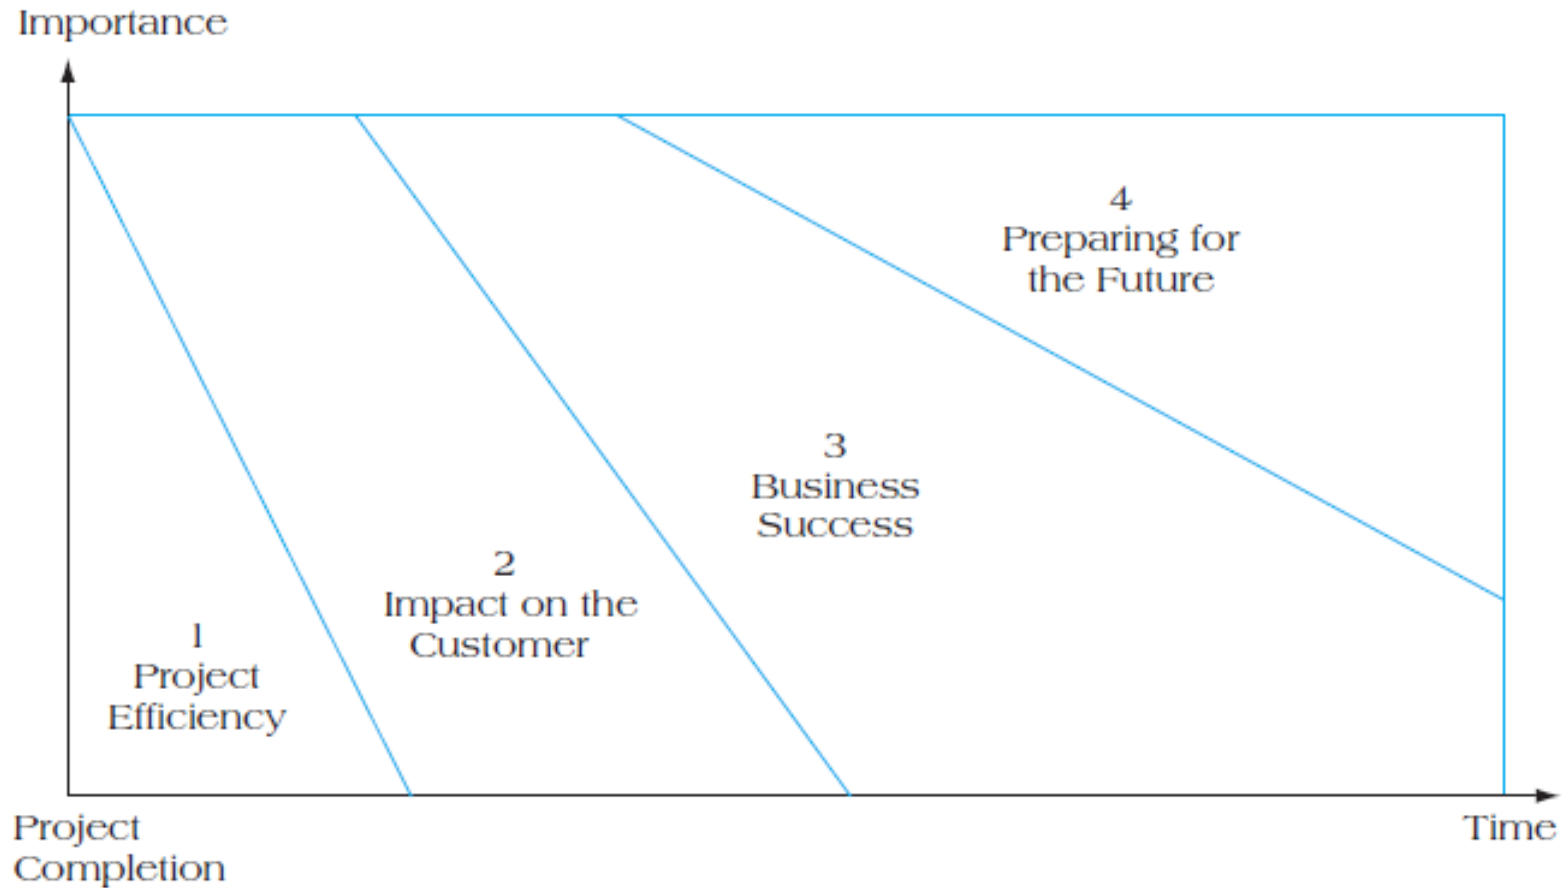 Importance
4
Preparing for
the Future
3
Business
Success
2
Impact on the
Customer
1
Project
Efficiency
Project
Completion
Time